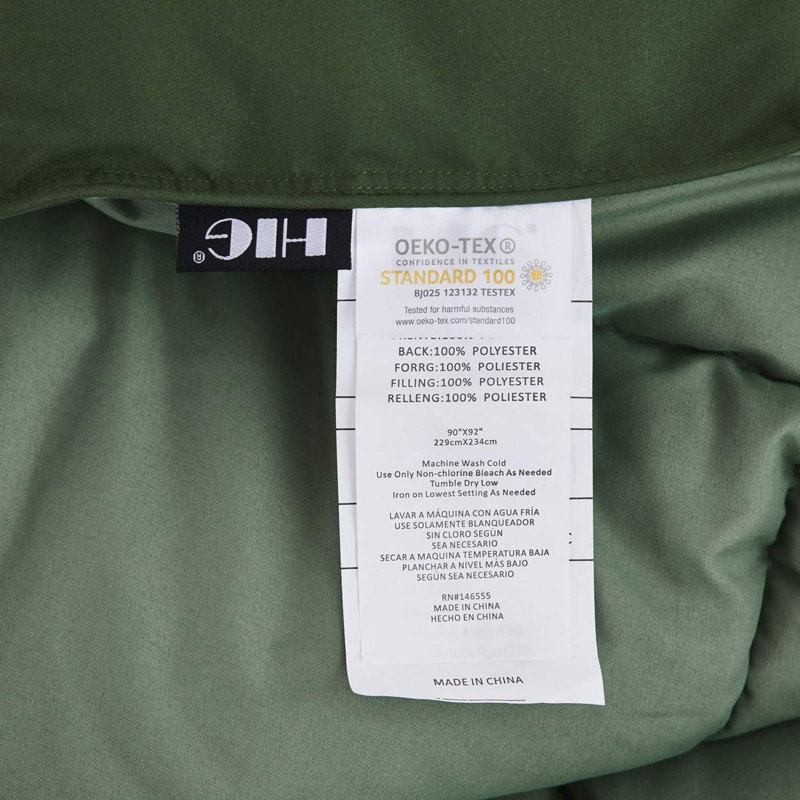 HIG®
OEKO-TEX®
CONFIDENCE IN TEXTILES
STANDARD 100
BJ025 123132 TESTEX
Tested for harmful substances
www.oeko-tex.com/standard100
BACK:100% POLYESTER
FORRG:100% POLIESTER
FILLING:100% POLYESTER
RELLENG:100% POLIESTER
90"X92"
229cmX234cm
Machine Wash Cold
Use Only Non-chlorine Bleach As Needed
Tumble Dry Low
Iron on Lowest Setting As Needed
LAVAR A MÁQUINA CON AGUA FRÍA
USE SOLAMENTE BLANQUEADOR
SIN CLORO SEGÚN
SEA NECESARIO
SECAR A MAQUINA TEMPERATURA BAJA
PLANCHAR A NIVEL MÁS BAJO
SEGÚN SEA NECESARIO
RN#146555
MADE IN CHINA
HECHO EN CHINA
MADE IN CHINA